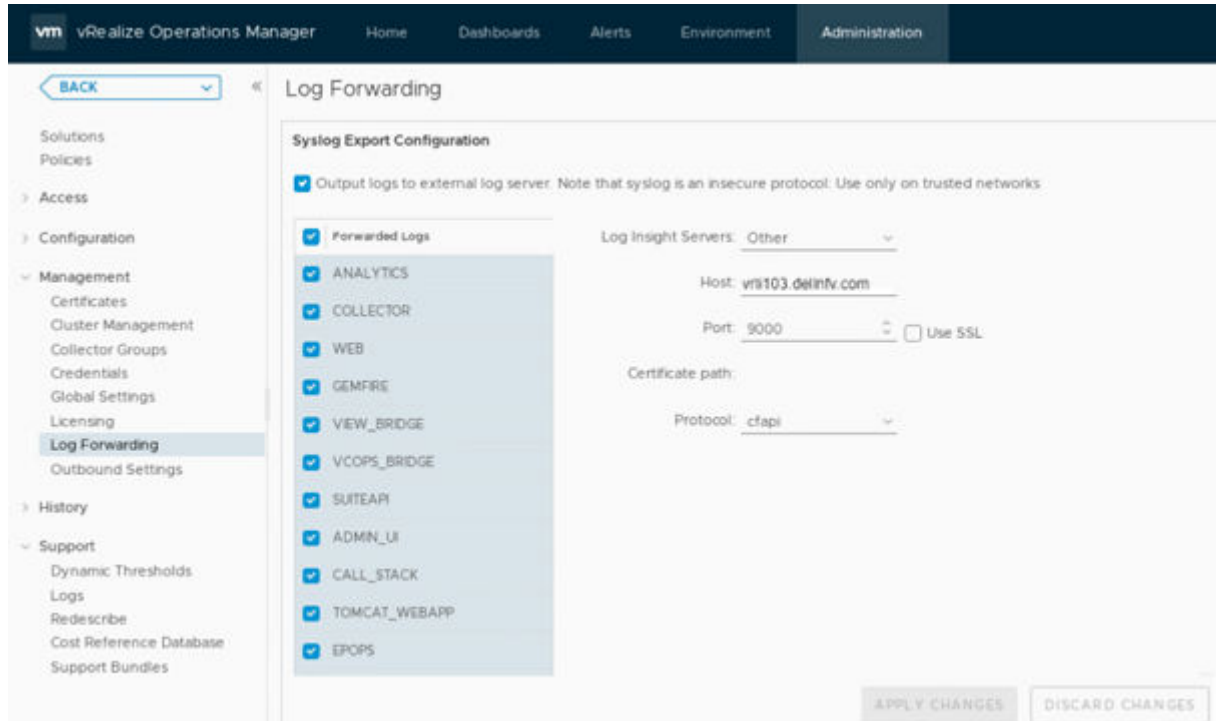 vm vRealize Operations Manager Home Dashboards Alerts Environment Administration
BACK
Solutions
Policies
Access
Configuration
Management
Certificates
Cluster Management
Collector Groups
Credentials
Global Settings
Licensing
Log Forwarding
Outbound Settings
History
Support
Dynamic Thresholds
Logs
Redescribe
Cost Reference Database
Support Bundles
Log Forwarding
Syslog Export Configuration
Output logs to external log server. Note that syslog is an insecure protocol. Use only on trusted networks
Forwarded Logs
ANALYTICS
COLLECTOR
WEB
GEMFIRE
VIEW_BRIDGE
VCOPS_BRIDGE
SUITEAPI
ADMIN_UI
CALL_STACK
TOMCAT_WEBAPP
EPOPS
Log Insight Servers: Other
Host: vrli103.dellnfv.com
Port: 9000 Use SSL
Certificate path:
Protocol: cfapi
APPLY CHANGES DISCARD CHANGES